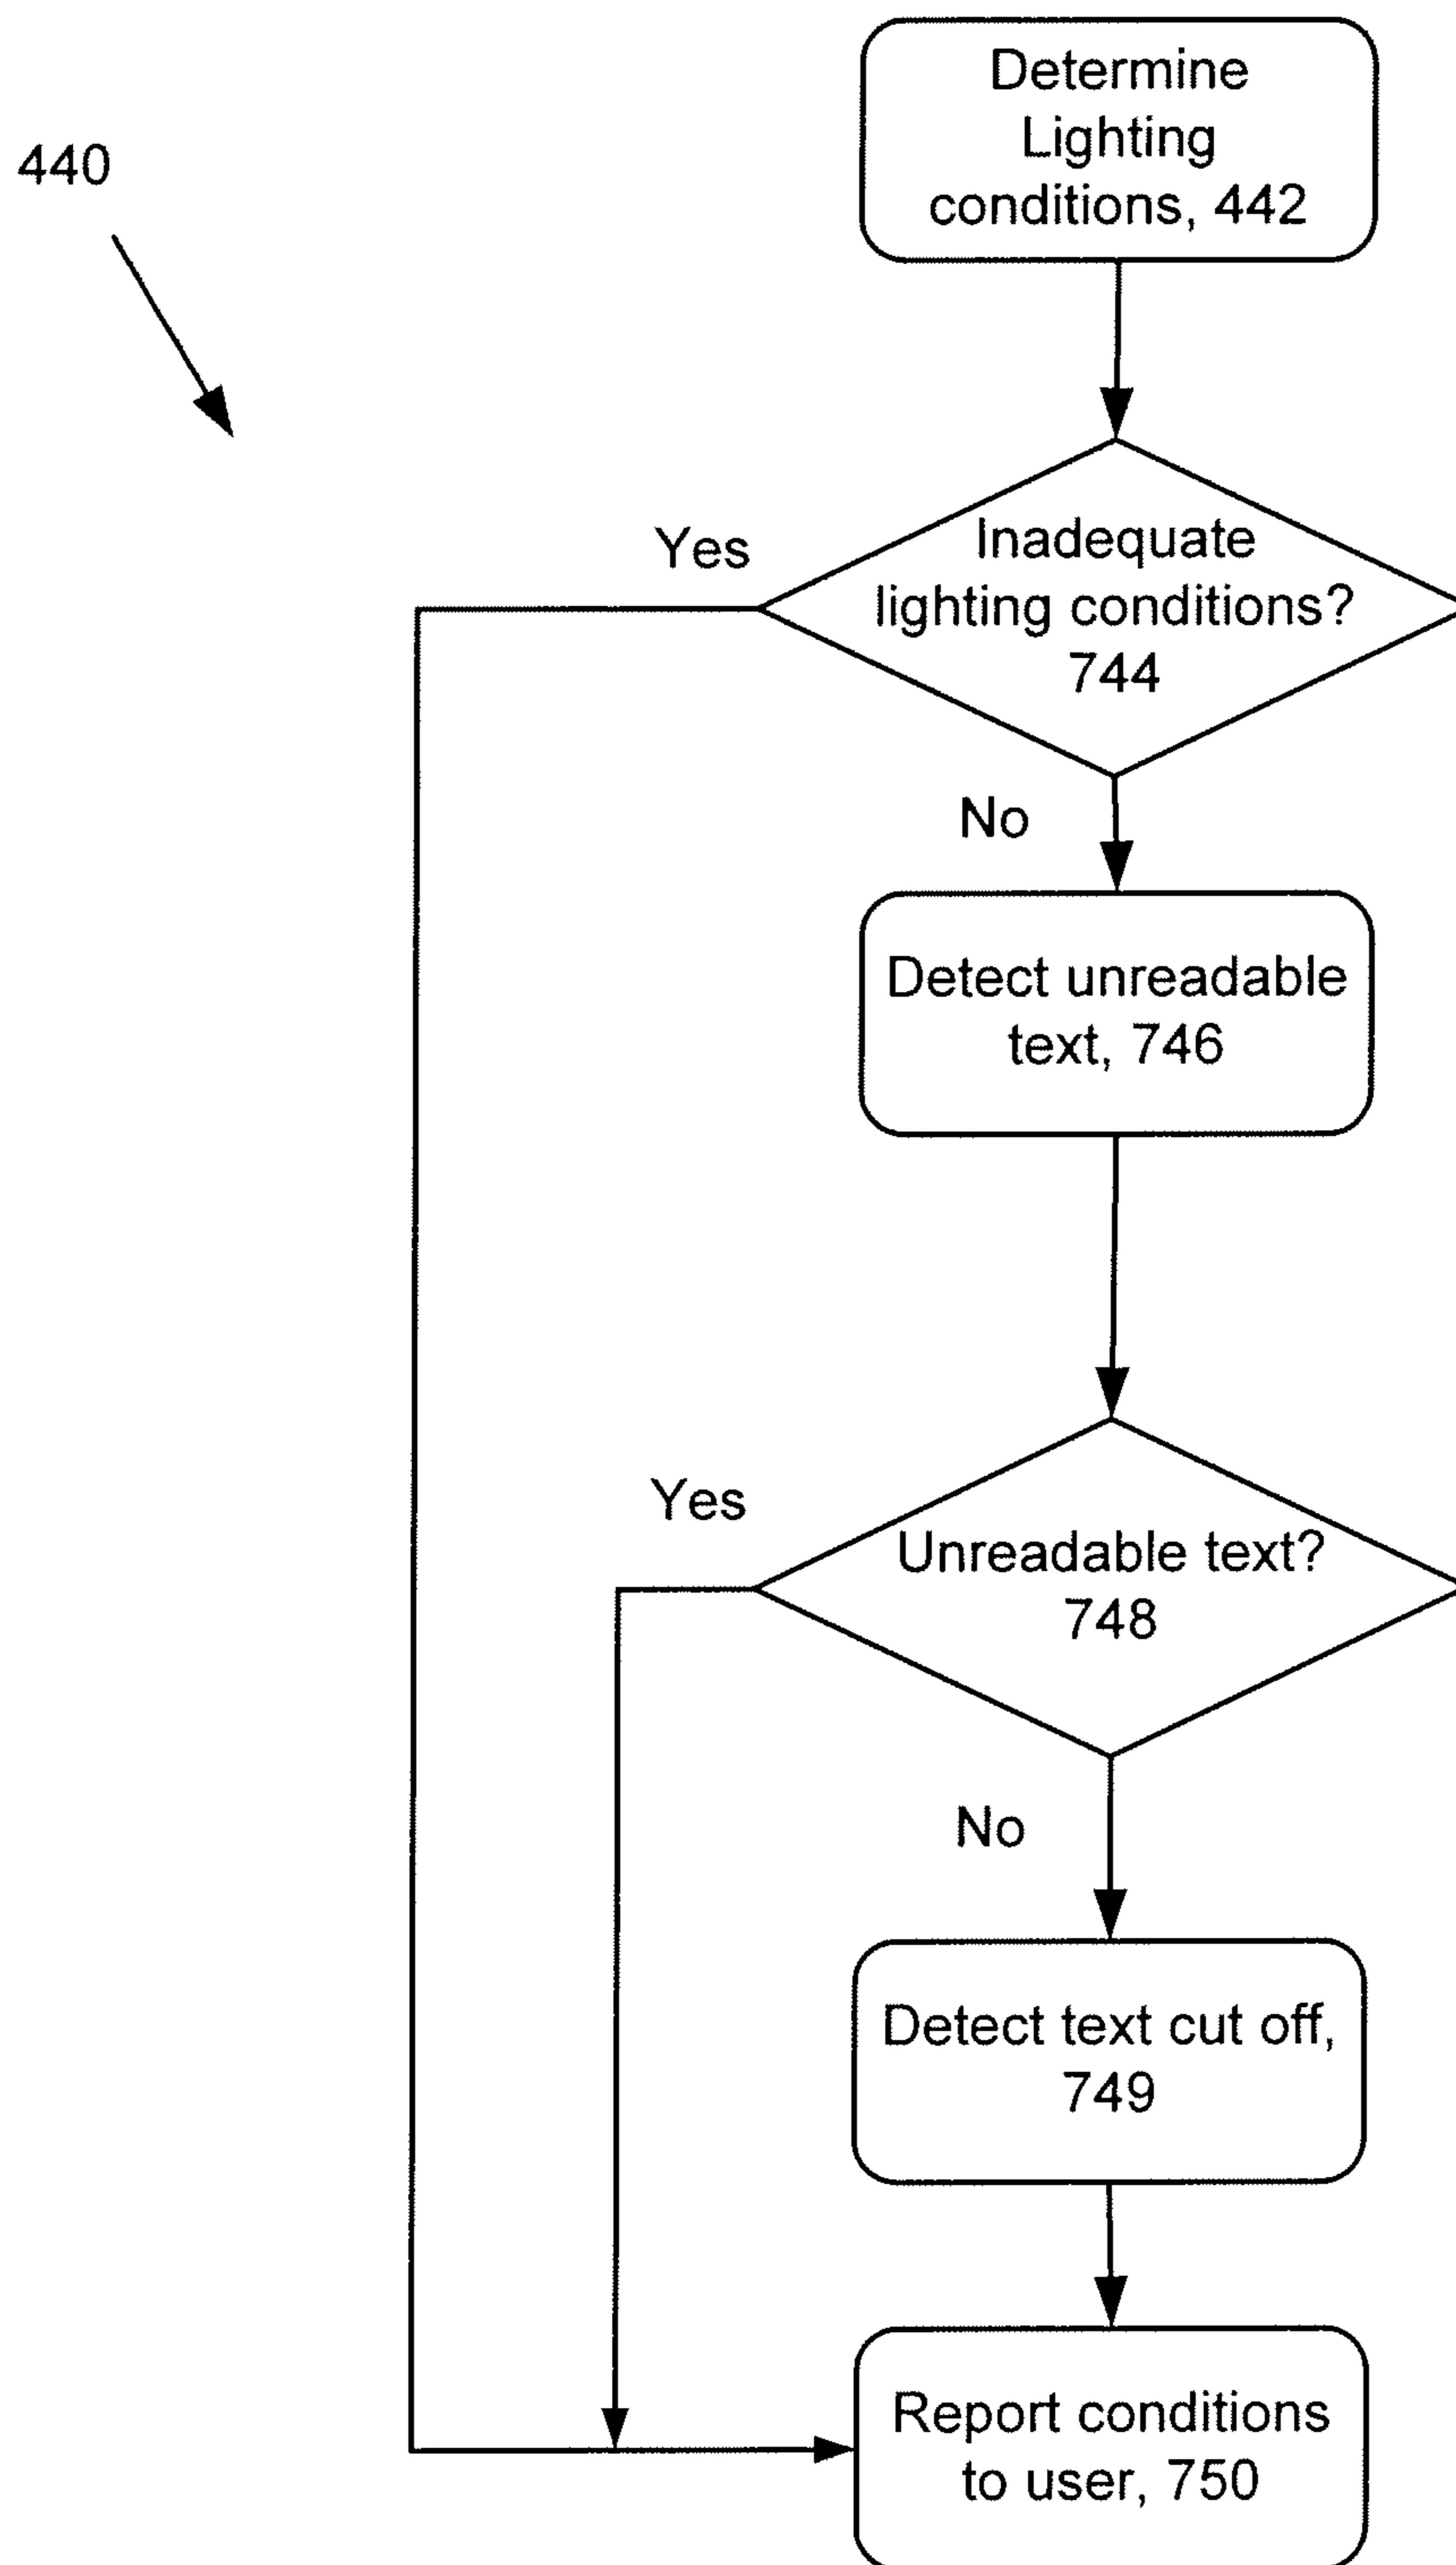 440
Determine
Lighting
conditions, 442
Yes
Inadequate
lighting conditions?
744
No
Detect unreadable
text, 746
Yes
Unreadable text?
748
No
Detect text cut off,
749
Report conditions
to user, 750